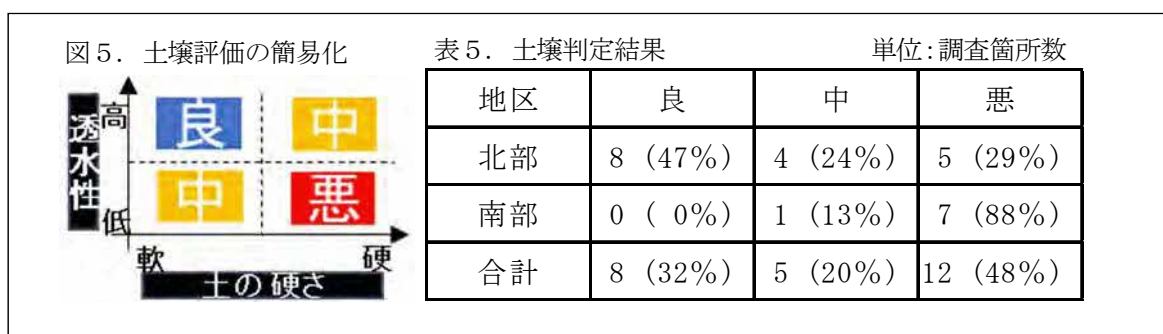 図５．土壌評価の簡易化
透水性
高
低
良
中
中
悪
軟
硬
土の硬さ
表５．土壌判定結果 単位:調査箇所数
地区 良 中 悪
北部 8 (47%) 4 (24%) 5 (29%)
南部 0 ( 0%) 1 (13%) 7 (88%)
合計 8 (32%) 5 (20%) 12 (48%)